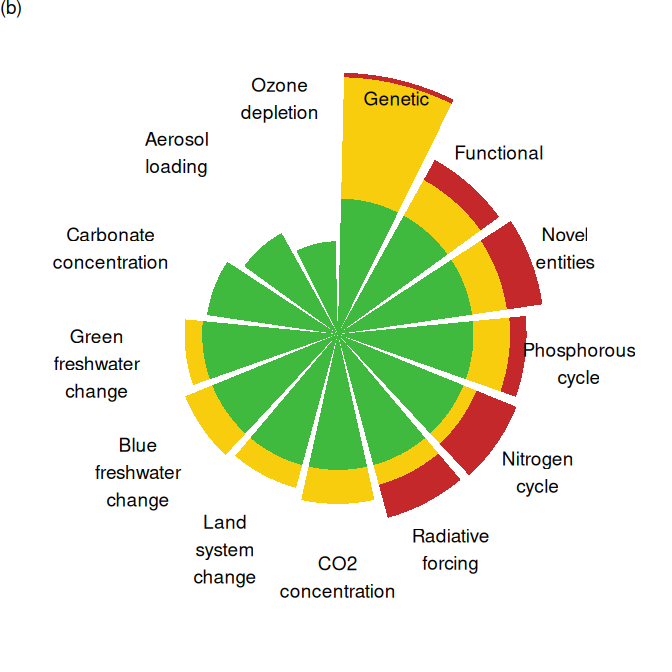 (b)
Ozone
depletion
Genetic
Aerosol
loading
Functional
Carbonate
concentration
Novel
entities
Green
freshwater
change
Phosphorous
cycle
Blue
freshwater
change
Nitrogen
cycle
Land
system
change
Radiative
forcing
CO2
concentration